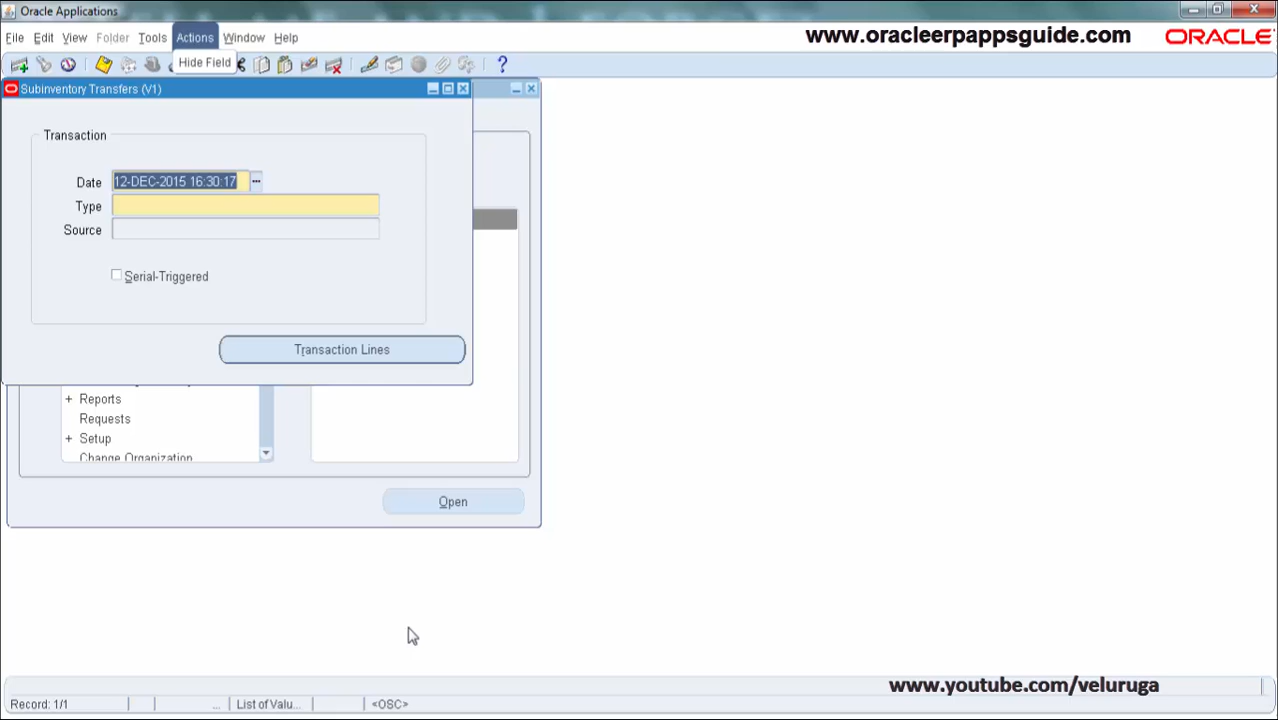 Oracle Applications
File Edit View Folder Tools Actions Window Help
www.oracleerpappsguide.com ORACLE
Hide Field
Subinventory Transfers (V1)
Transaction
Date 12-DEC-2015 16:30:17
Type
Source
Serial-Triggered
Transaction Lines
+ Reports
Requests
+ Setup
Change Organization
Open
www.youtube.com/veluruga
Record: 1/1 ... List of Valu... <OSC>